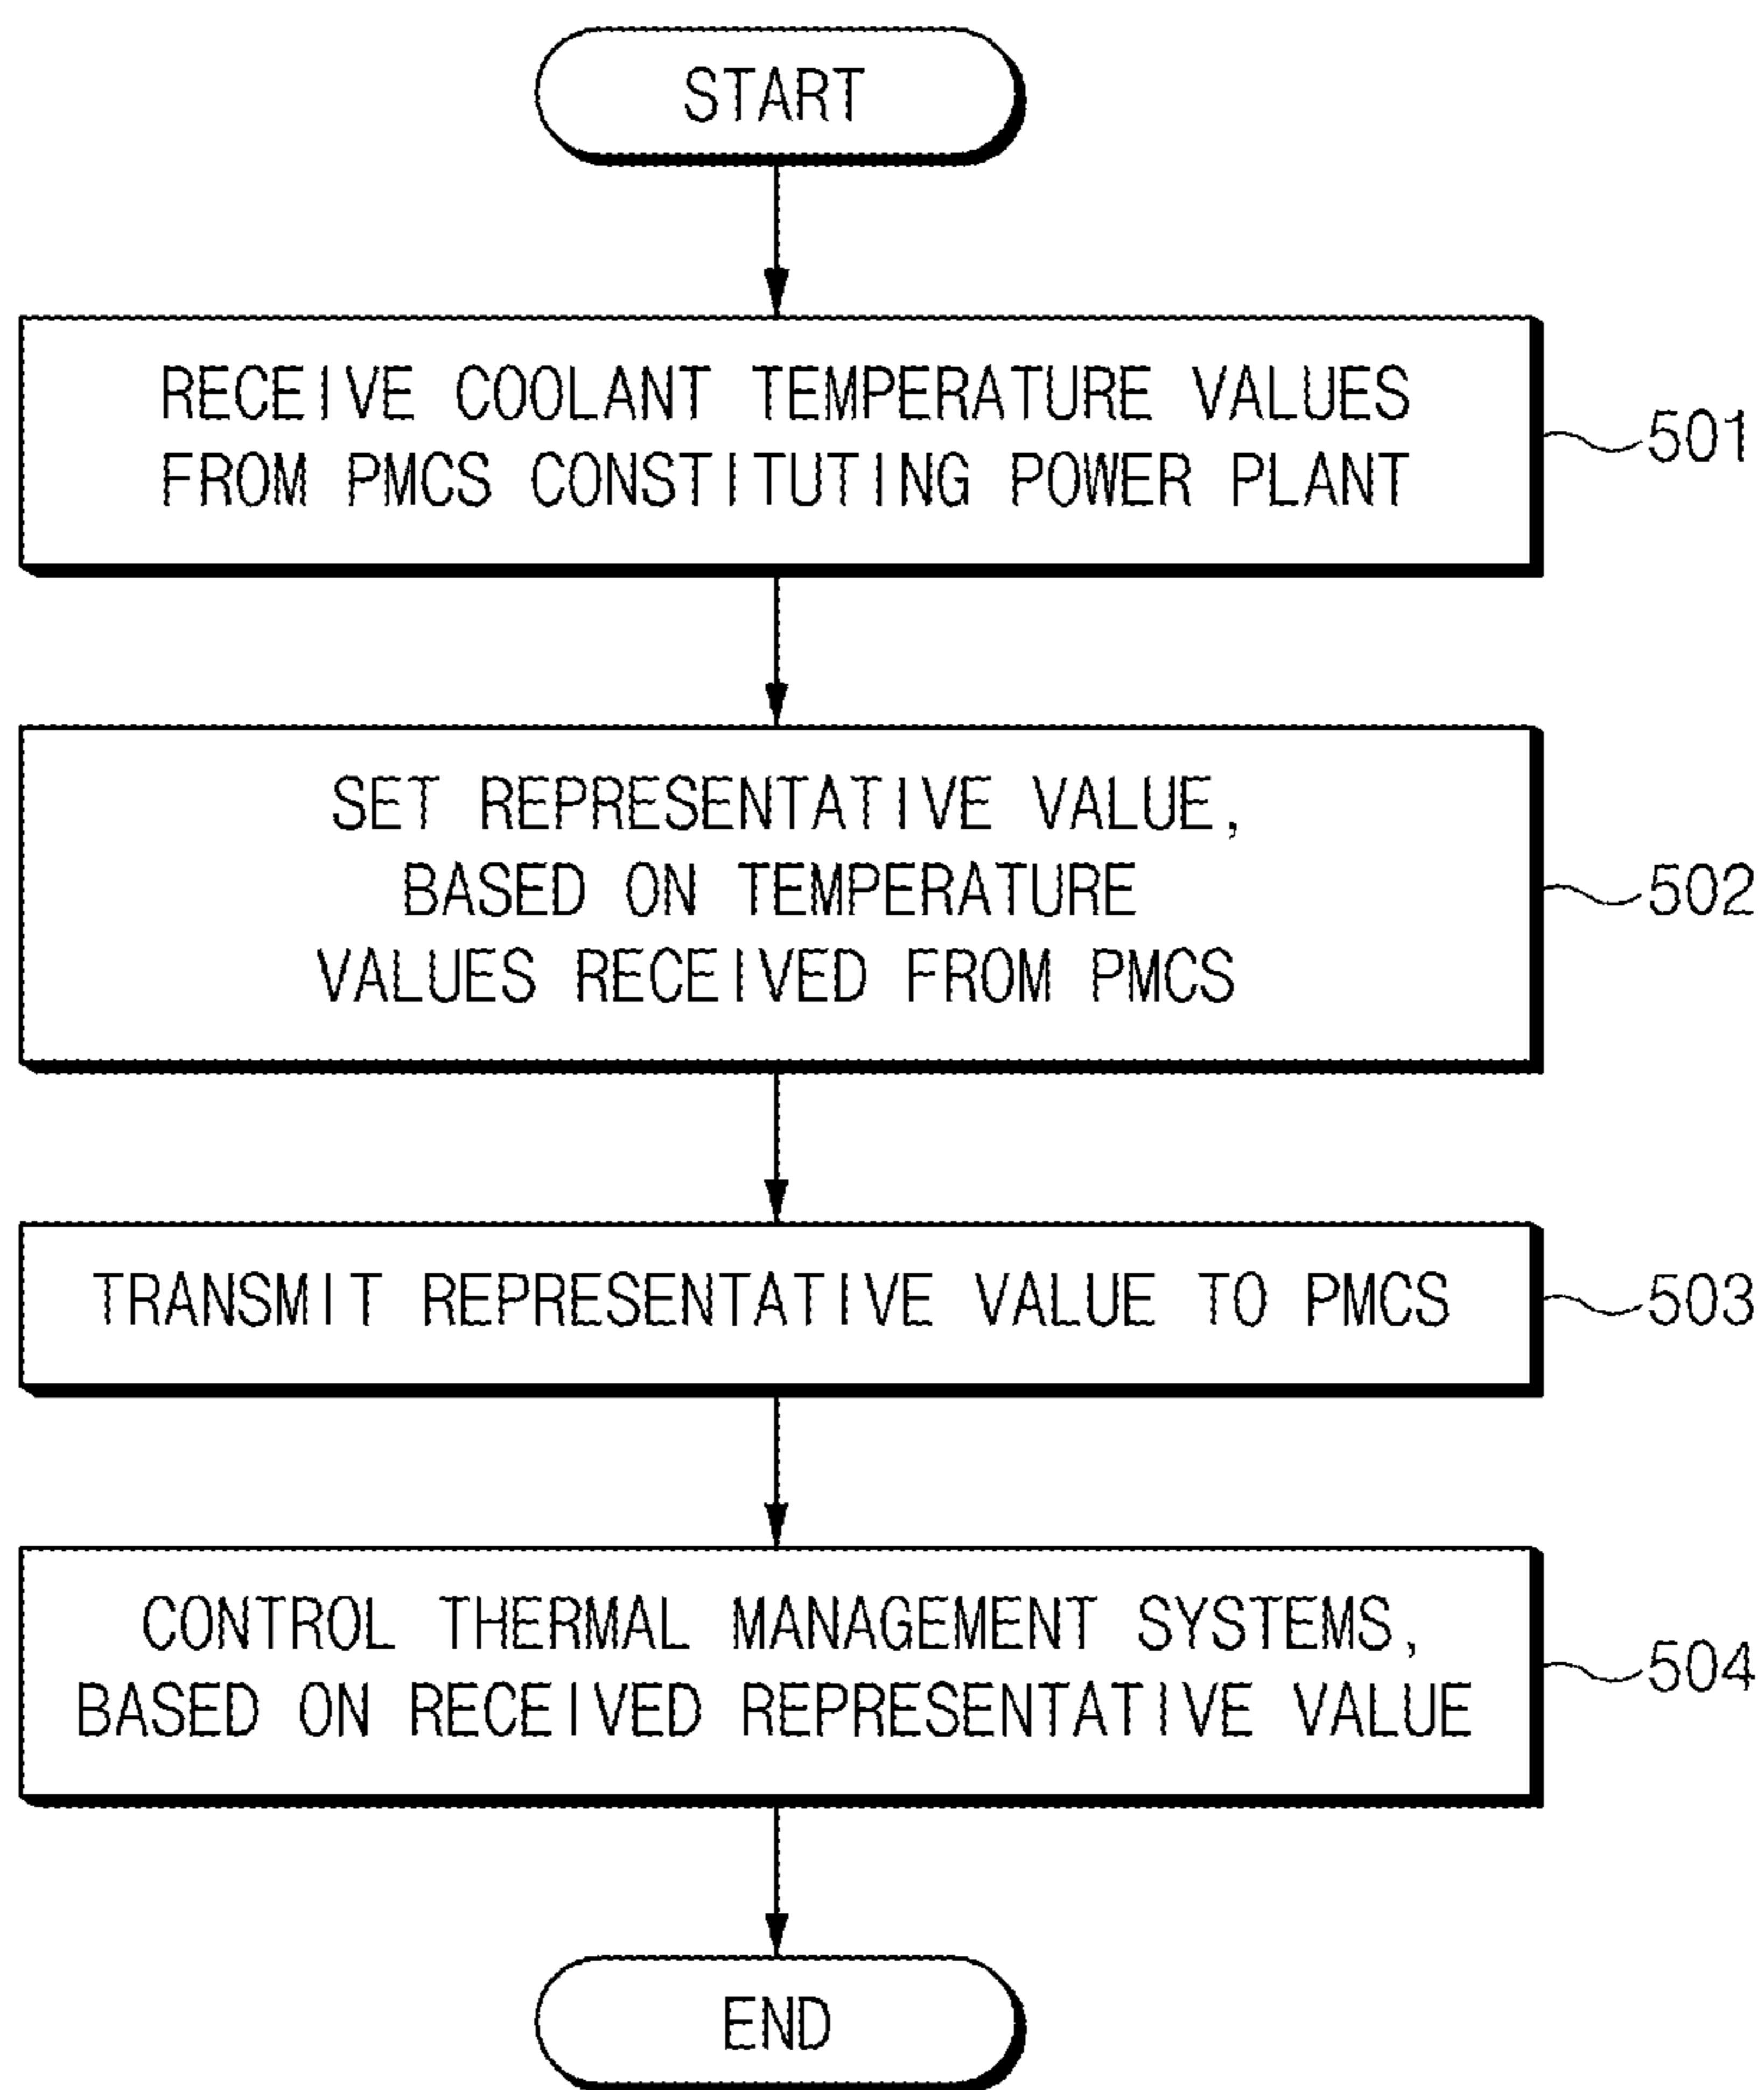 START
RECEIVE COOLANT TEMPERATURE VALUES
FROM PMCS CONSTITUTING POWER PLANT
501
SET REPRESENTATIVE VALUE,
BASED ON TEMPERATURE
VALUES RECEIVED FROM PMCS
502
TRANSMIT REPRESENTATIVE VALUE TO PMCS
503
CONTROL THERMAL MANAGEMENT SYSTEMS,
BASED ON RECEIVED REPRESENTATIVE VALUE
504
END